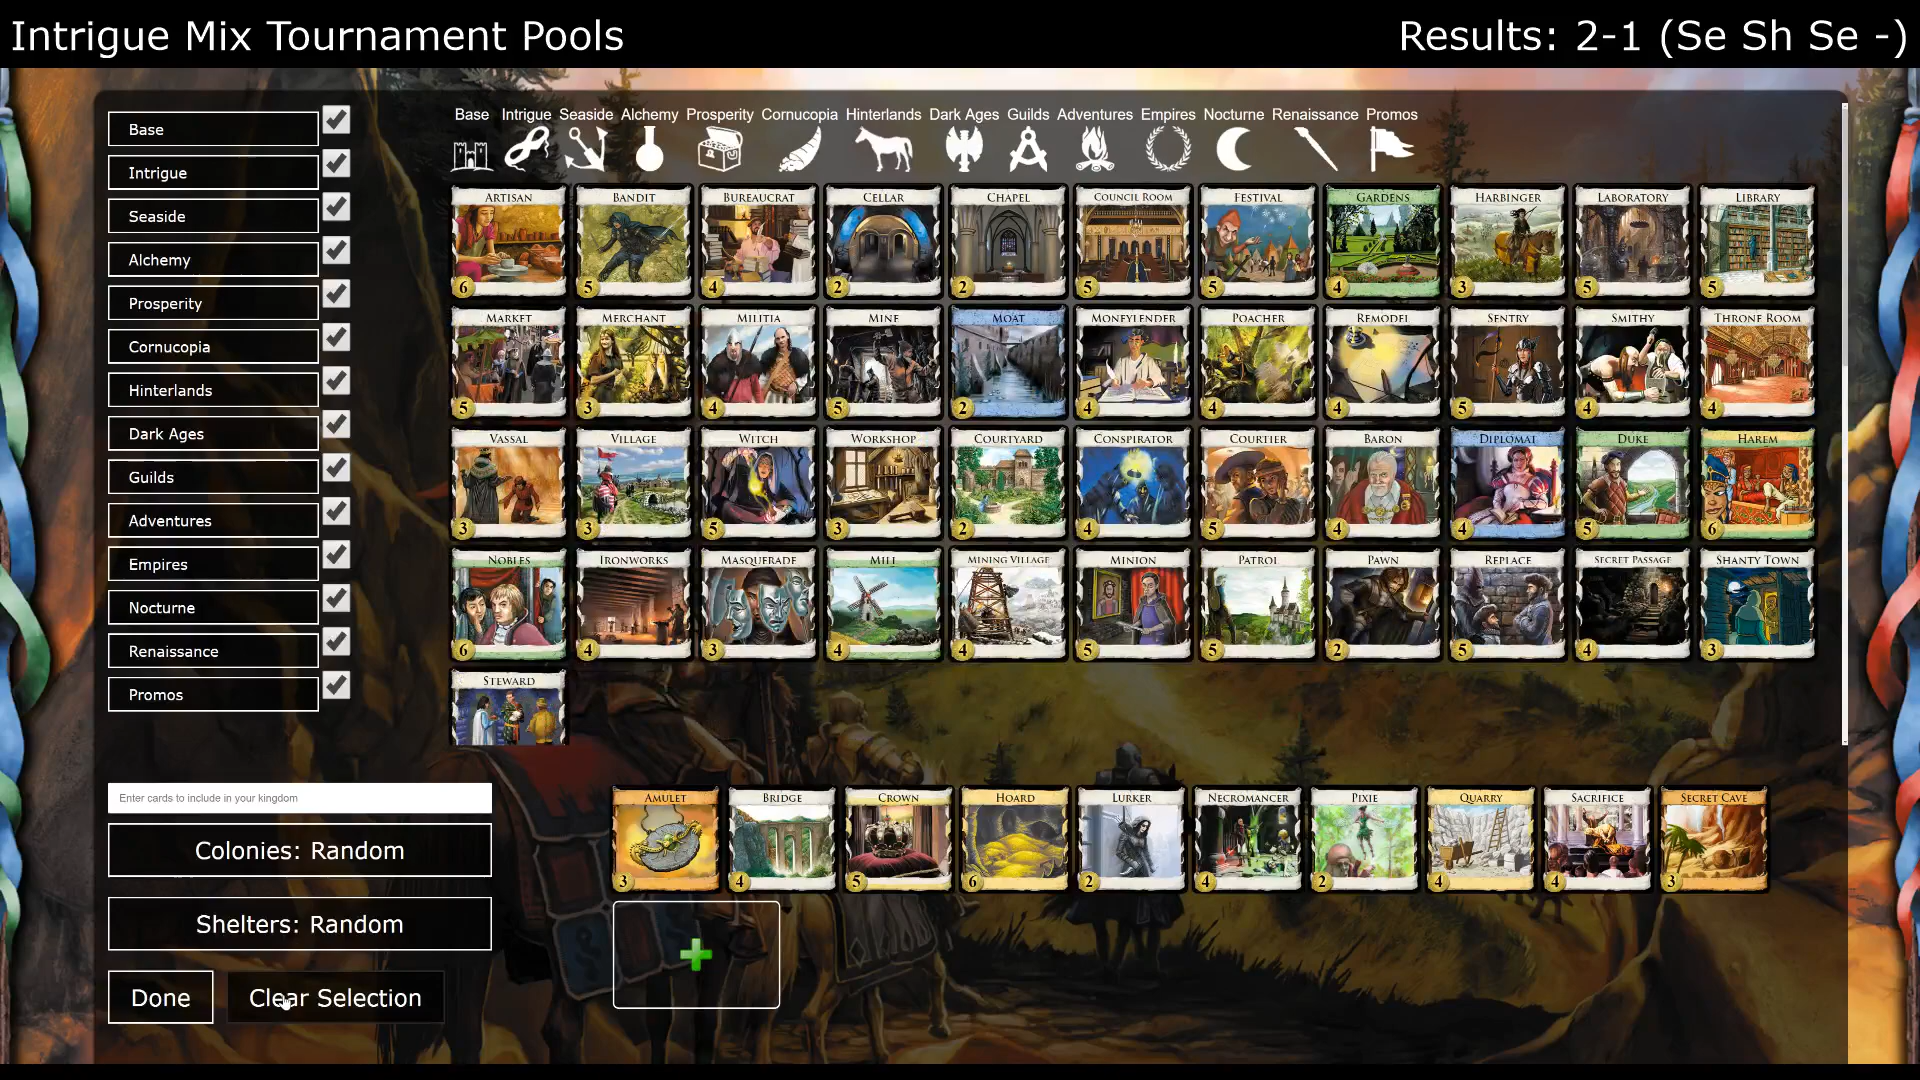 Intrigue Mix Tournament Pools
Results: 2-1 (Se Sh Se -)
Base
Intrigue
Seaside
Alchemy
Prosperity
Cornucopia
Hinterlands
Dark Ages
Guilds
Adventures
Empires
Nocturne
Renaissance
Promos
Base Intrigue Seaside Alchemy Prosperity Cornucopia Hinterlands Dark Ages Guilds Adventures Empires Nocturne Renaissance Promos
ARTISAN BANDIT BUREAUCRAT CELLAR CHAPEL COUNCIL ROOM FESTIVAL GARDENS HARBINGER LABORATORY LIBRARY
6 5 4 2 2 5 5 4 3 5 5
MARKET MERCHANT MILITIA MINE MOAT MONEYLENDER POACHER REMODEL SENTRY SMITHY THRONE ROOM
5 3 4 5 2 4 4 4 5 4 4
VASSAL VILLAGE WITCH WORKSHOP COURTYARD CONSPIRATOR COURTIER BARON DIPLOMAT DUKE HAREM
3 3 5 3 2 4 5 4 4 5 6
NOBLES IRONWORKS MASQUERADE MILL MINING VILLAGE MINION PATROL PAWN REPLACE SECRET PASSAGE SHANTY TOWN
6 4 3 4 4 5 5 2 5 4 3
STEWARD
Enter cards to include in your kingdom
Colonies: Random
Shelters: Random
Done
Clear Selection
AMULET BRIDGE CROWN HOARD LURKER NECROMANCER PIXIE QUARRY SACRIFICE SECRET CAVE
3 4 5 6 2 4 2 4 4 3